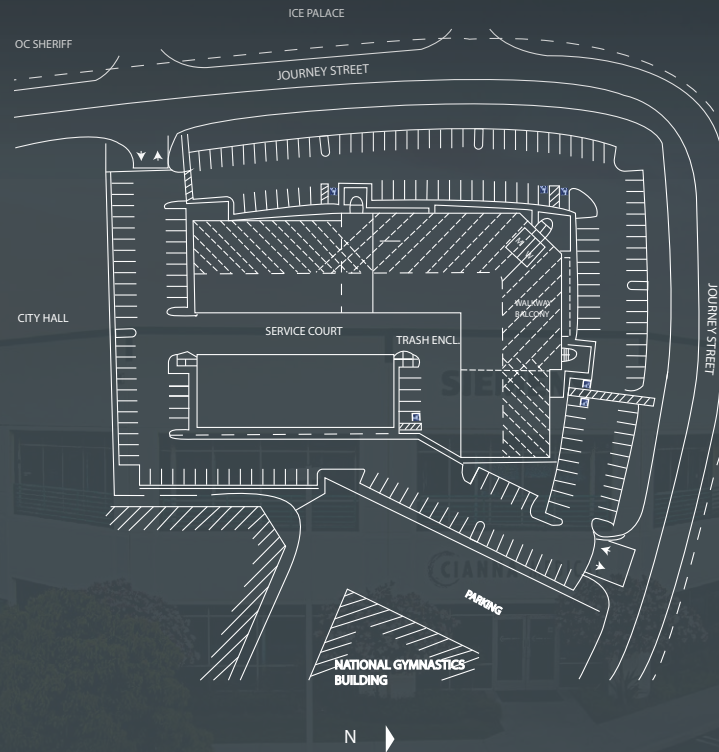 ICE PALACE
OC SHERIFF
JOURNEY STREET
CITY HALL
SERVICE COURT
TRASH ENCL.
WALKWAY
BALCONY
JOURNEY STREET
PARKING
NATIONAL GYMNASTICS
BUILDING
N